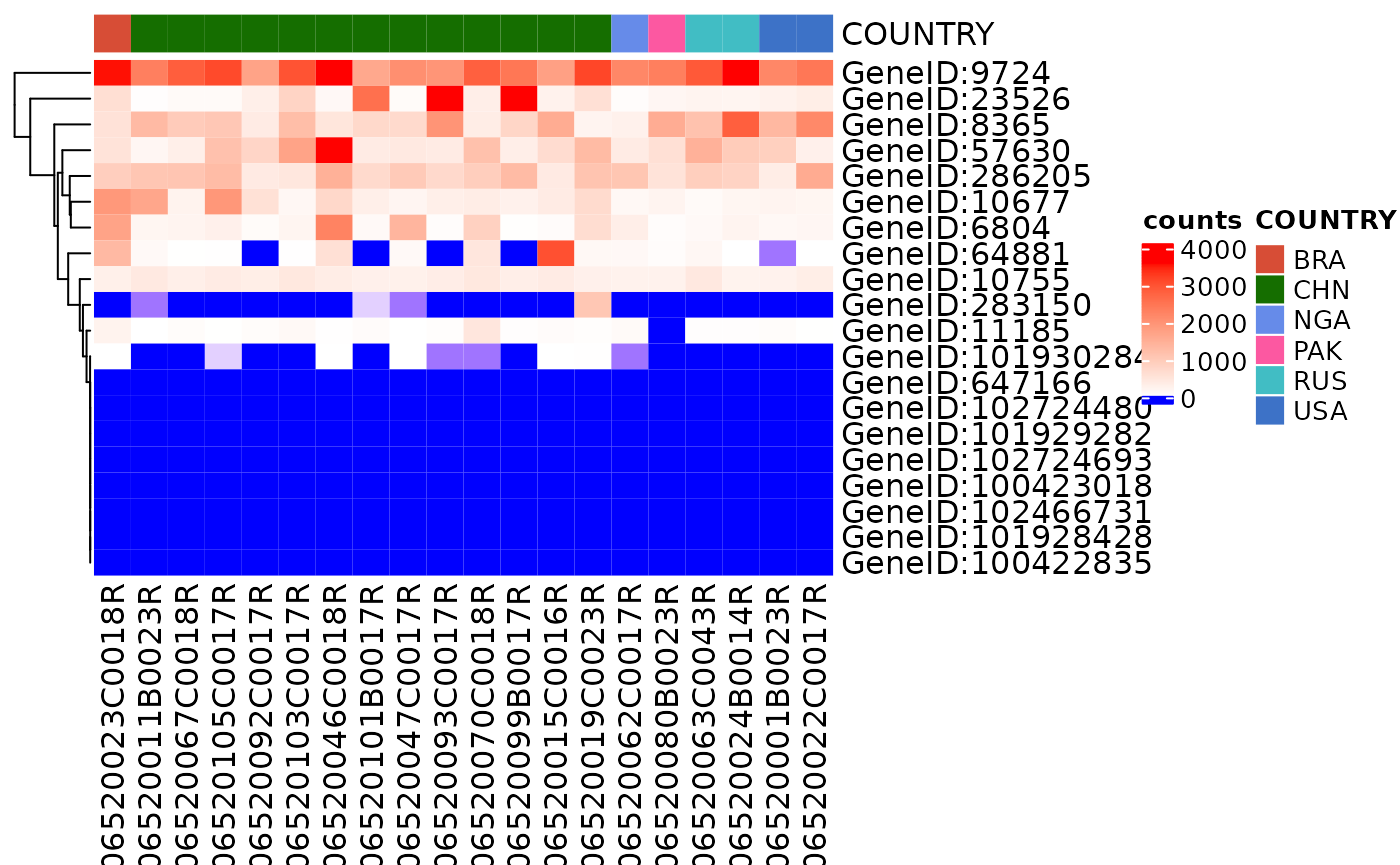 COUNTRY
GeneID:9724
GeneID:23526
GeneID:8365
GeneID:57630
GeneID:286205
GeneID:10677
GeneID:6804
GeneID:64881
GeneID:10755
GeneID:283150
GeneID:11185
GeneID:101930284
GeneID:647166
GeneID:102724480
GeneID:101929282
GeneID:102724693
GeneID:100423018
GeneID:102466731
GeneID:101928428
GeneID:100422835
counts
4000
3000
2000
1000
0
COUNTRY
BRA
CHN
NGA
PAK
RUS
USA
06520023C0018R
06520011B0023R
06520067C0018R
06520105C0017R
06520092C0017R
06520103C0017R
06520046C0018R
06520101B0017R
06520047C0017R
06520093C0017R
06520070C0018R
06520099B0017R
06520015C0016R
06520019C0023R
06520062C0017R
06520080B0023R
06520063C0043R
06520024B0014R
06520001B0023R
06520022C0017R